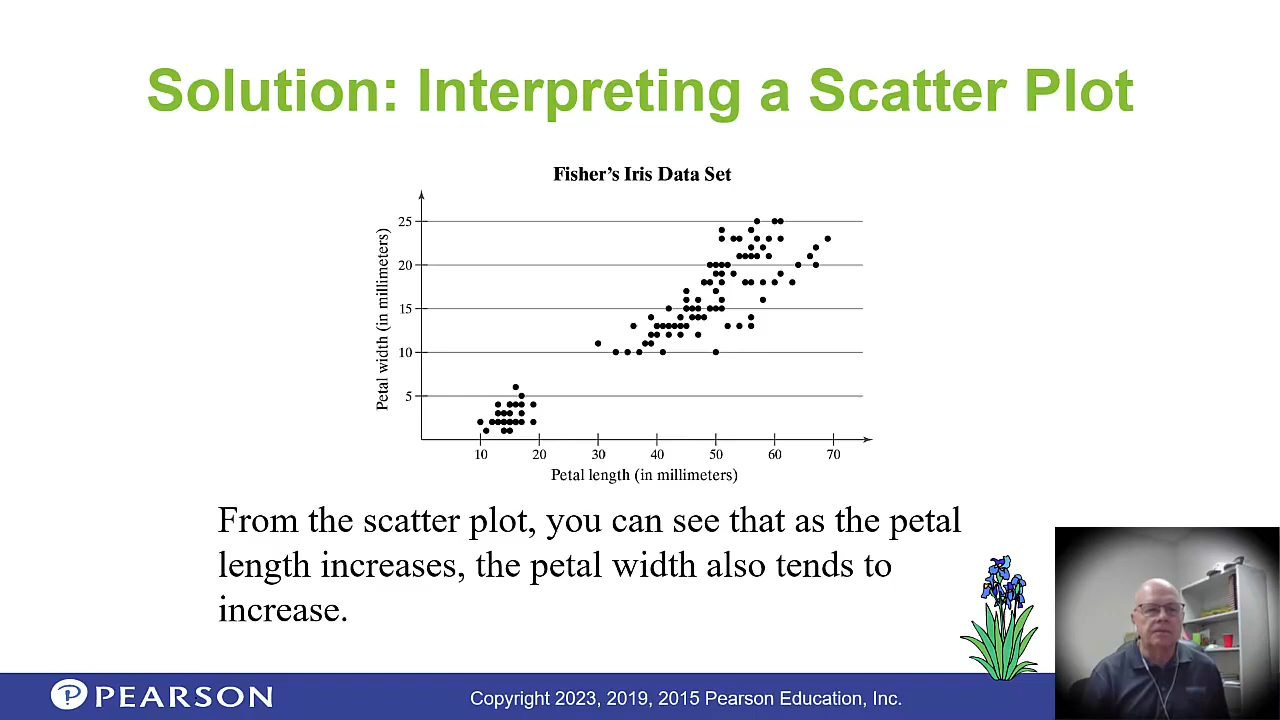 Solution: Interpreting a Scatter Plot
Fisher's Iris Data Set
Petal width (in millimeters)
25
20
15
10
5
10 20 30 40 50 60 70
Petal length (in millimeters)
From the scatter plot, you can see that as the petal
length increases, the petal width also tends to
increase.
PEARSON
Copyright 2023, 2019, 2015 Pearson Education, Inc.